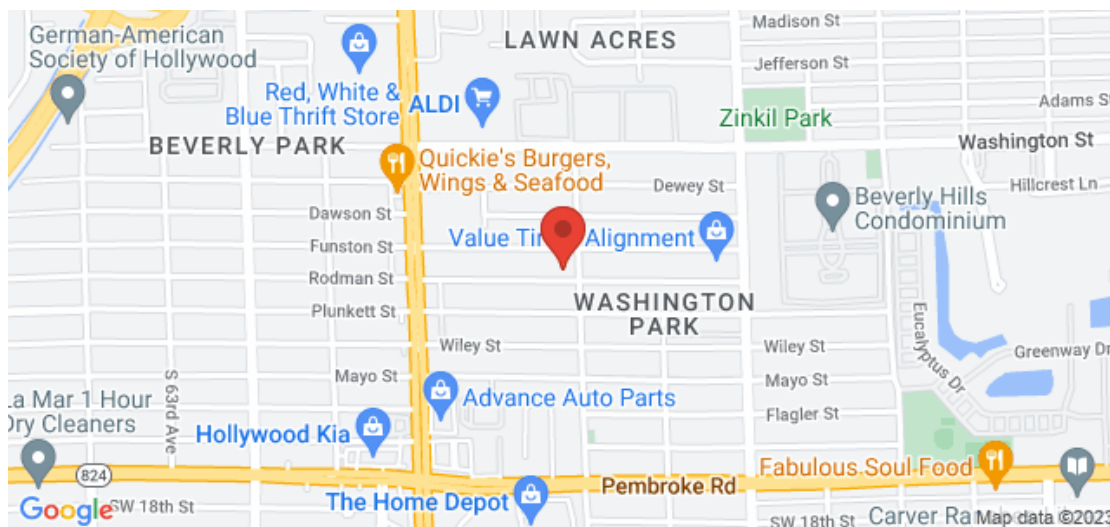 Madison St
German-American
Society of Hollywood
LAWN ACRES
Jefferson St
Red, White &
Blue Thrift Store
ALDI
Adams St
Zinkil Park
BEVERLY PARK
Washington St
Quickie's Burgers,
Wings & Seafood
Dewey St
Hillcrest Ln
Beverly Hills
Condominium
Dawson St
Funston St
Alignment
Rodman St
WASHINGTON
PARK
Plunkett St
Eucalyptus Dr
Wiley St
Wiley St
Greenway Dr
Mayo St
Mayo St
S 63rd Ave
Advance Auto Parts
Flagler St
La Mar 1 Hour
Dry Cleaners
Hollywood Kia
Fabulous Soul Food
824
Pembroke Rd
The Home Depot
Google
SW 18th St
SW 18th St
Carver
Map data ©2023